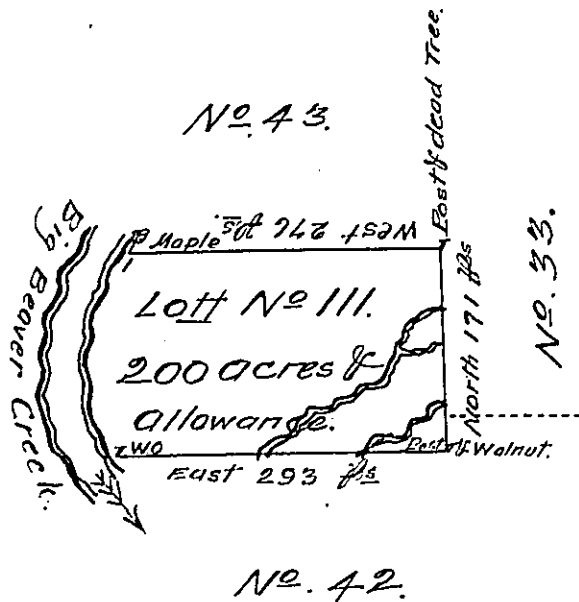 No. 43.
Post & dead Tree.
Maple
West. 276 ps.
Big Beaver Creek.
Lott No 111.
200 acres &
Allowance.
North 171 ps
No. 33.
WO
Post & Walnut.
East 293 ps
No. 42.